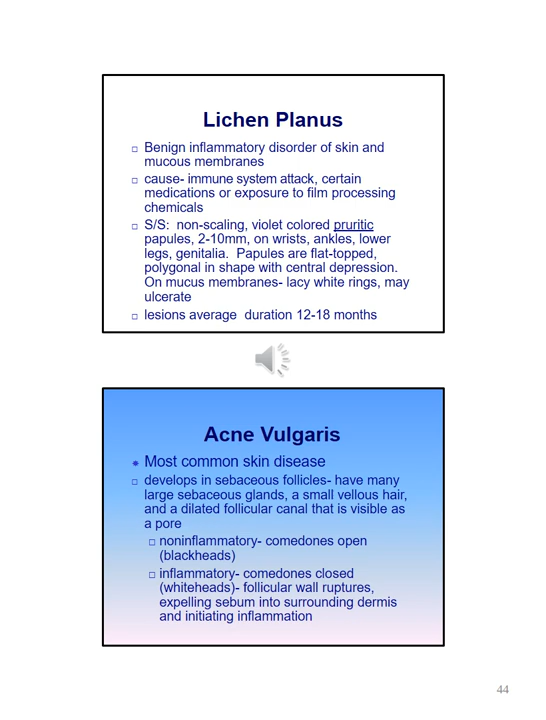 Lichen Planus
□ Benign inflammatory disorder of skin and
mucous membranes
□ cause- immune system attack, certain
medications or exposure to film processing
chemicals
□ S/S: non-scaling, violet colored pruritic
papules, 2-10mm, on wrists, ankles, lower
legs, genitalia. Papules are flat-topped,
polygonal in shape with central depression.
On mucus membranes- lacy white rings, may
ulcerate
□ lesions average duration 12-18 months
Acne Vulgaris
Most common skin disease
□ develops in sebaceous follicles- have many
large sebaceous glands, a small vellous hair,
and a dilated follicular canal that is visible as
a pore
□ noninflammatory- comedones open
(blackheads)
□ inflammatory- comedones closed
(whiteheads)- follicular wall ruptures,
expelling sebum into surrounding dermis
and initiating inflammation
44